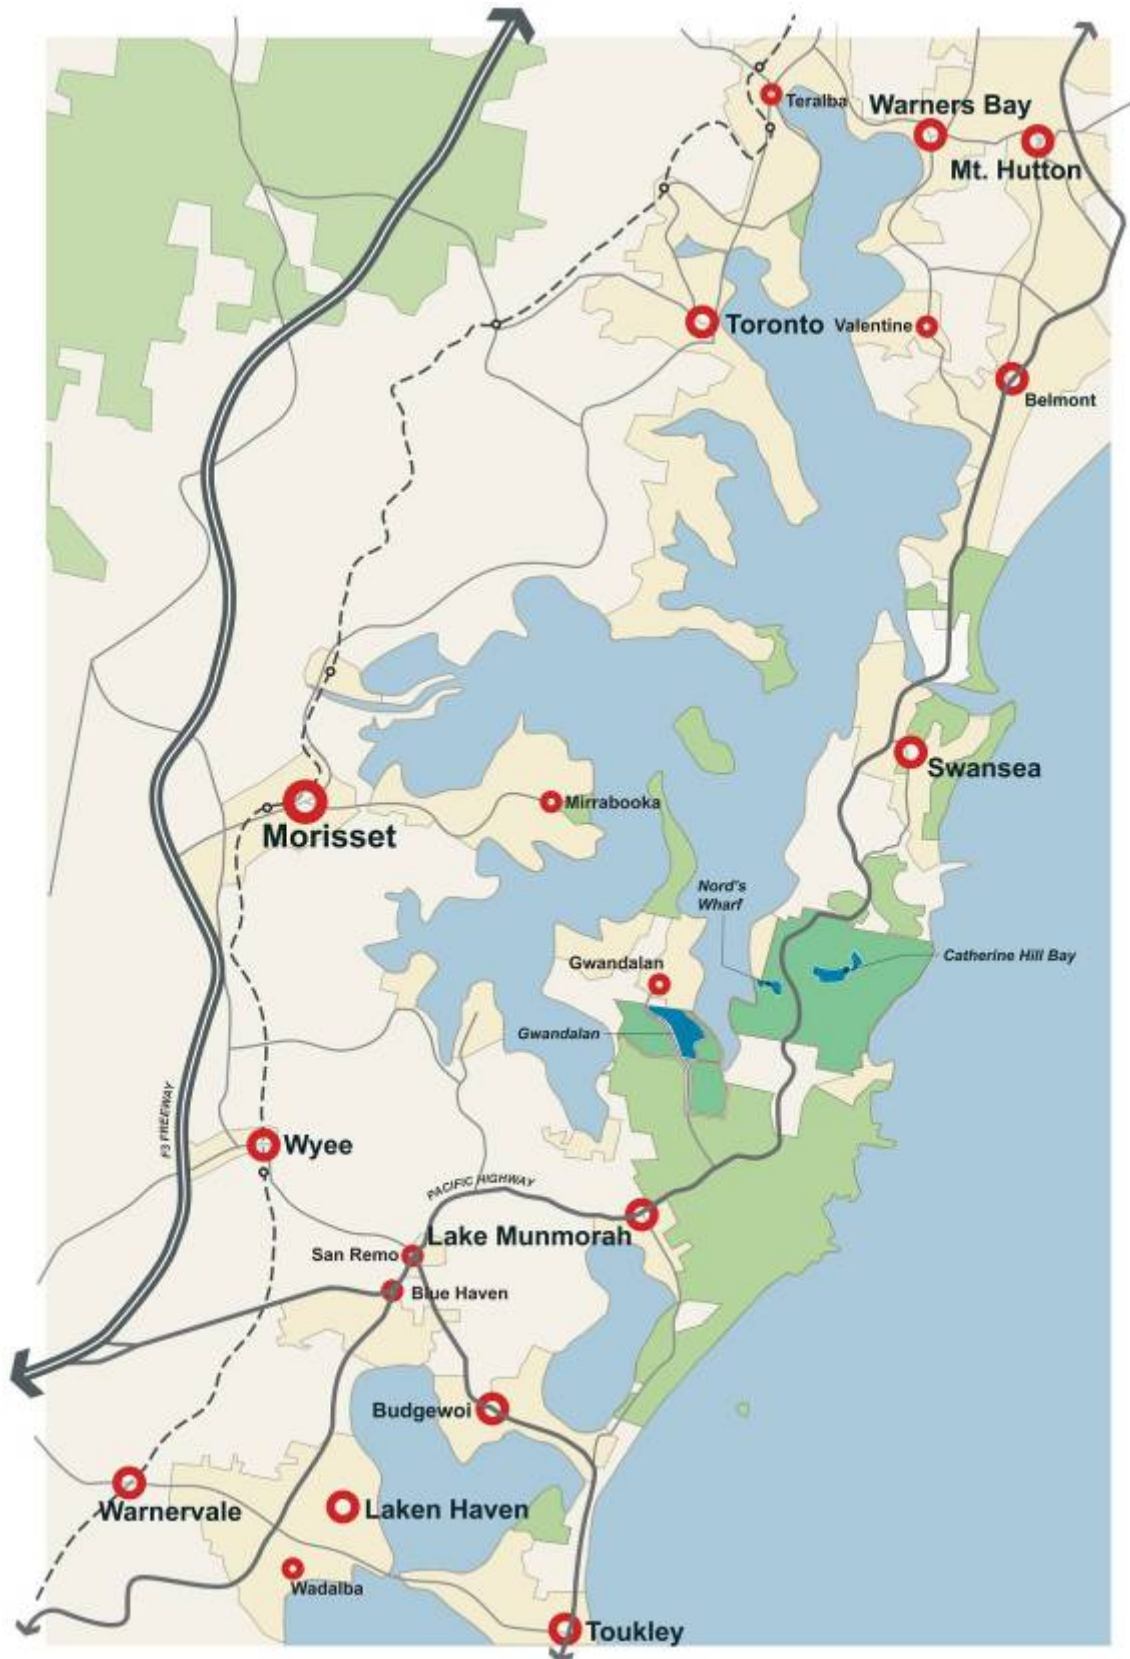 Teralba
Warners Bay
Mt. Hutton
Toronto
Valentine
Belmont
Swansea
Mirrabooka
Morisset
Nord's
Wharf
Catherine Hill Bay
Gwandalan
Gwandalan
F3 FREEWAY
Wyee
PACIFIC HIGHWAY
Lake Munmorah
San Remo
Blue Haven
Budgewoi
Warnervale
Laken Haven
Wadalba
Toukley